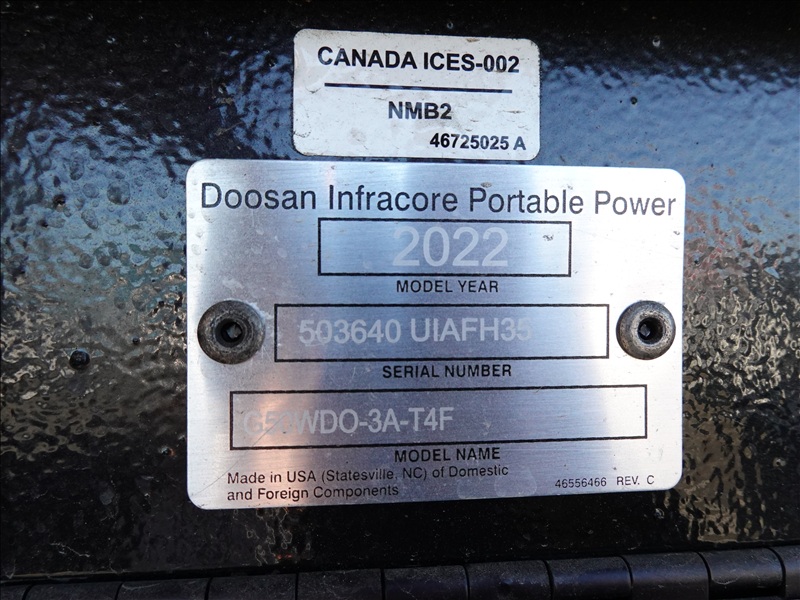 CANADA ICES-002
NMB2
46725025 A
Doosan Infracore Portable Power
2022
MODEL YEAR
503640 UIAFH35
SERIAL NUMBER
MODEL NAME
Made in USA (Statesville, NC) of Domestic
and Foreign Components
46556466 REV. C